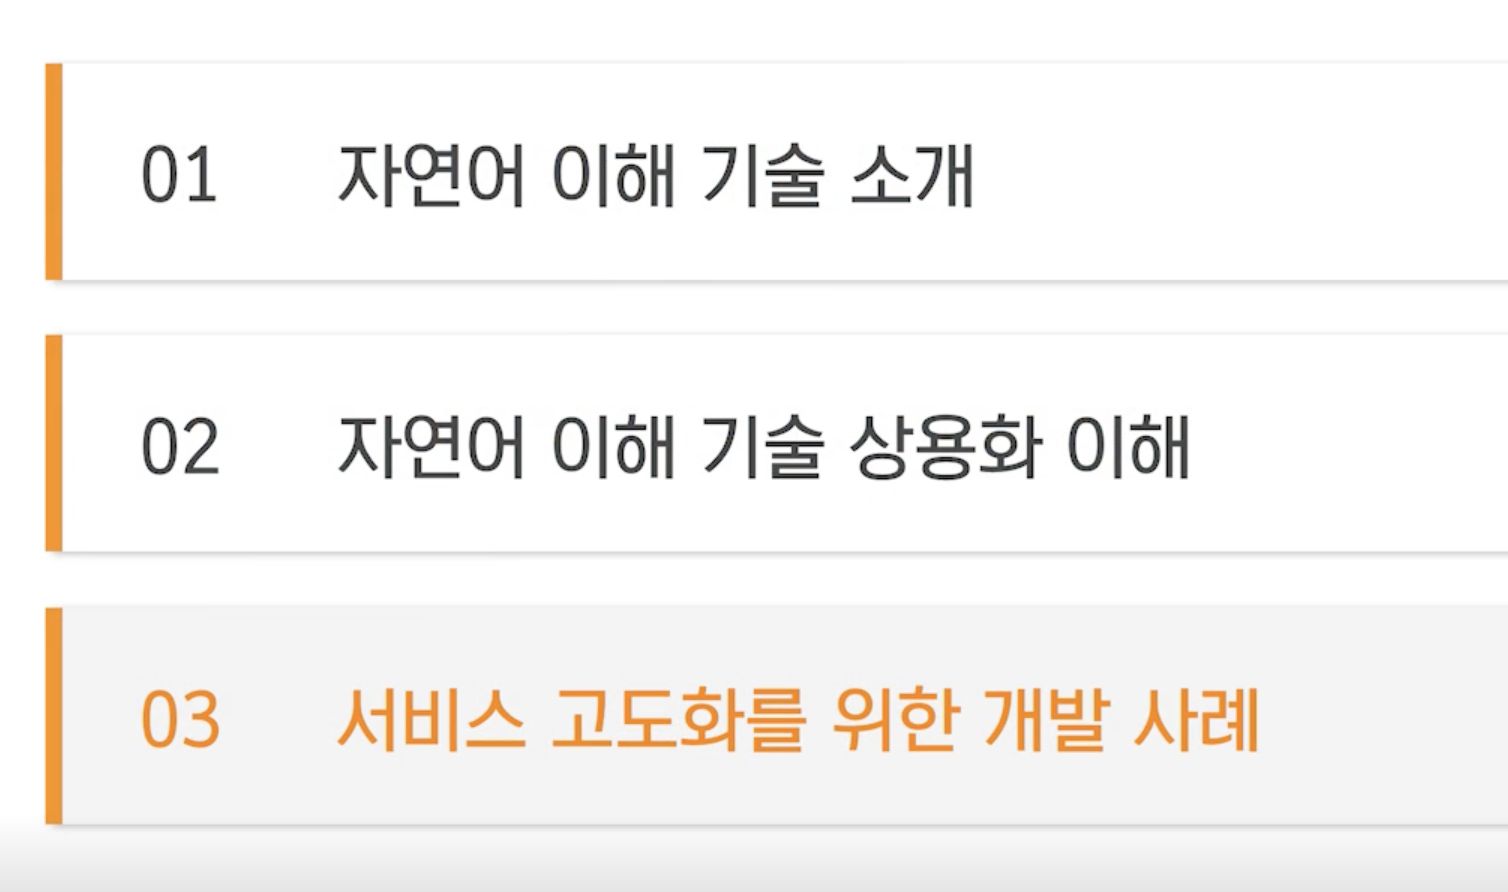 01 자연어 이해 기술 소개
02 자연어 이해 기술 상용화 이해
03 서비스 고도화를 위한 개발 사례